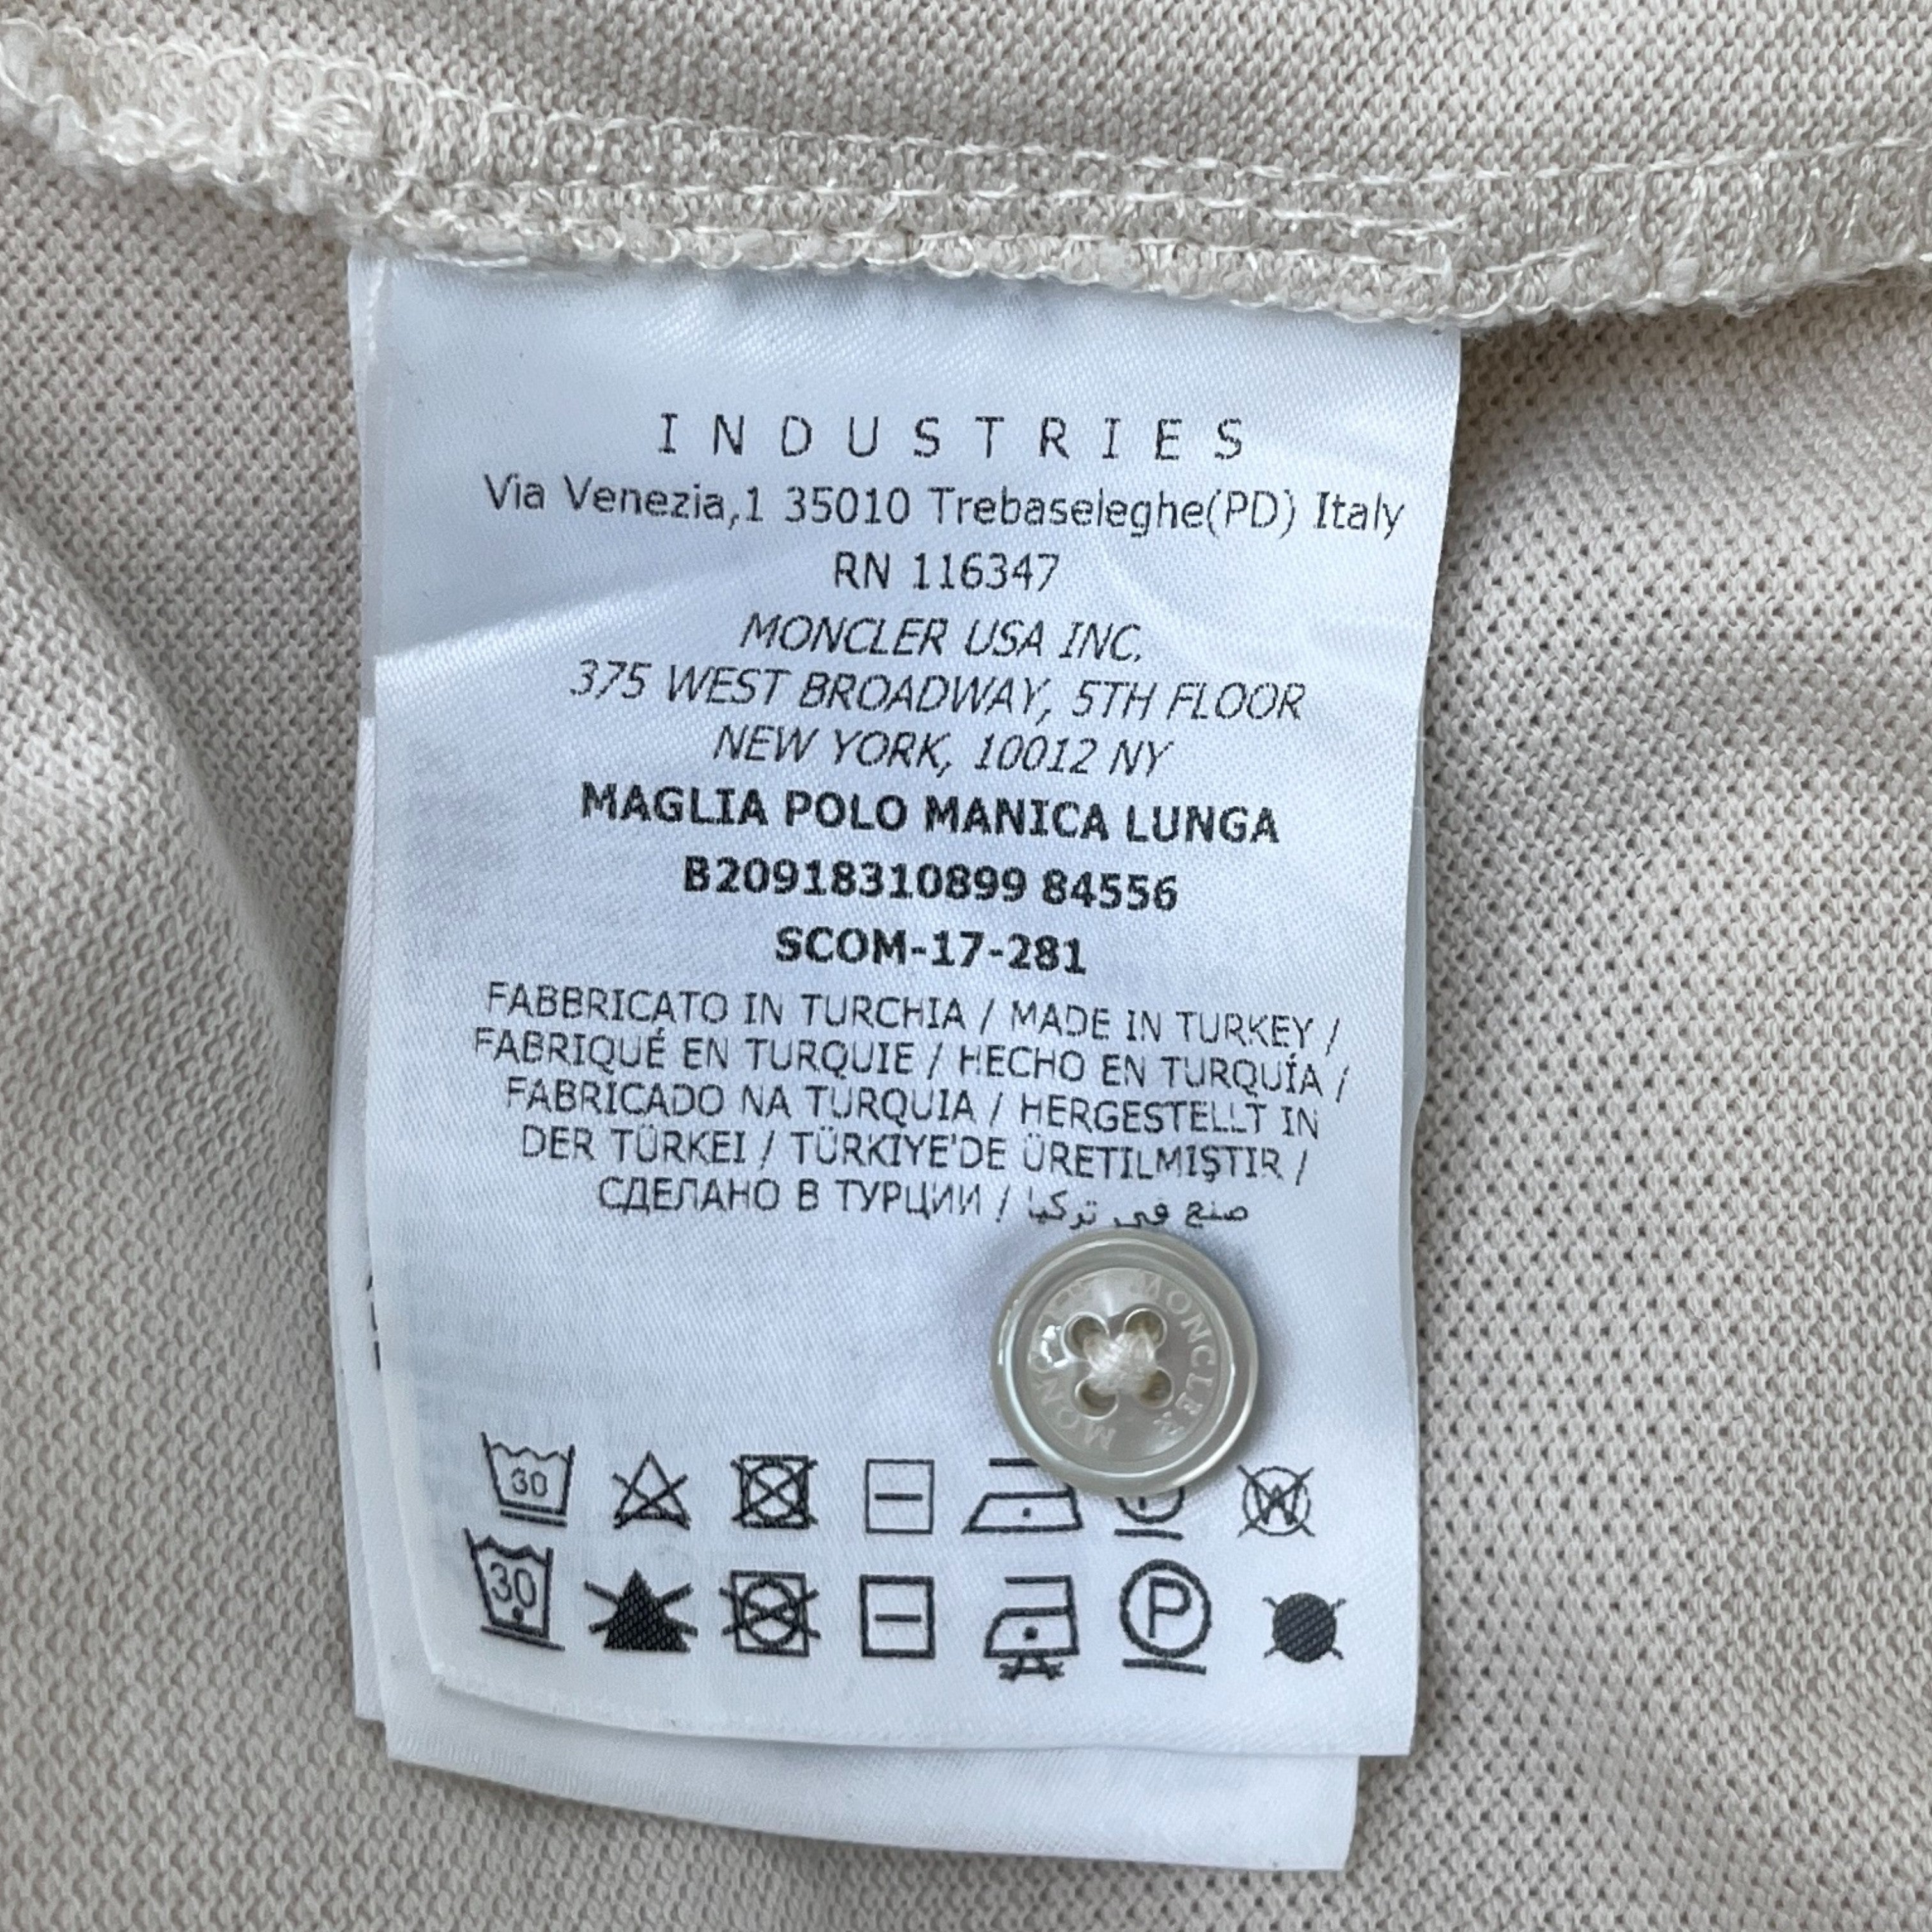 I N D U S T R I E S
Via Venezia,1 35010 Trebaseleghe(PD) Italy
RN 116347
MONCLER USA INC.
375 WEST BROADWAY, 5TH FLOOR
NEW YORK, 10012 NY
MAGLIA POLO MANICA LUNGA
B20918310899 84556
SCOM-17-281
FABBRICATO IN TURCHIA / MADE IN TURKEY /
FABRIQUÉ EN TURQUIE / HECHO EN TURQUÍA /
FABRICADO NA TURQUIA / HERGESTELLT IN
DER TÜRKEI / TÜRKIYE'DE ÜRETILMIŞTIR /
СДЕЛАНО В ТУРЦИИ / صنع في تركيا
MONCLER
MONCLER
30
W
30
P